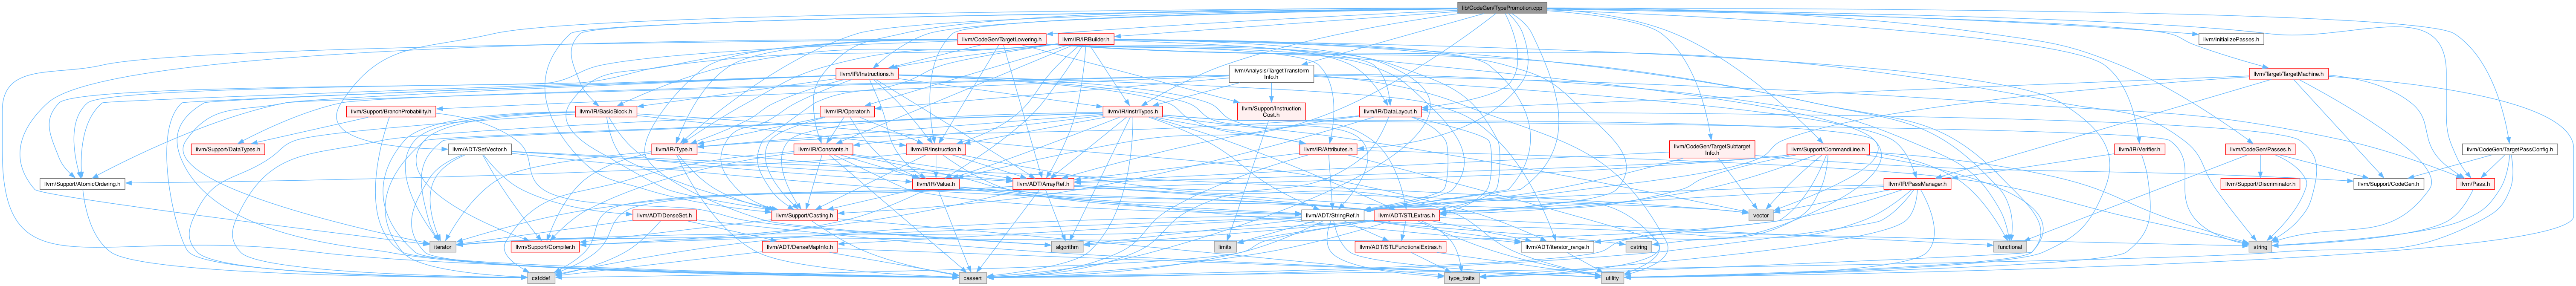 lib/CodeGen/TypePromotion.cpp
llvm/CodeGen/TargetLowering.h
llvm/IR/IRBuilder.h
llvm/InitializePasses.h
llvm/IR/Instructions.h
llvm/Analysis/TargetTransform
Info.h
llvm/Target/TargetMachine.h
llvm/Support/BranchProbability.h
llvm/IR/BasicBlock.h
llvm/IR/Operator.h
llvm/IR/InstrTypes.h
llvm/Support/Instruction
Cost.h
llvm/IR/DataLayout.h
llvm/Support/DataTypes.h
llvm/ADT/SetVector.h
llvm/IR/Type.h
llvm/IR/Constants.h
llvm/IR/Instruction.h
llvm/IR/Attributes.h
llvm/CodeGen/TargetSubtarget
Info.h
llvm/Support/CommandLine.h
llvm/IR/Verifier.h
llvm/CodeGen/Passes.h
llvm/CodeGen/TargetPassConfig.h
llvm/Support/AtomicOrdering.h
llvm/IR/Value.h
llvm/ADT/ArrayRef.h
llvm/IR/PassManager.h
llvm/Support/Discriminator.h
llvm/Support/CodeGen.h
llvm/Pass.h
llvm/ADT/DenseSet.h
llvm/Support/Casting.h
llvm/ADT/StringRef.h
llvm/ADT/STLExtras.h
vector
iterator
llvm/Support/Compiler.h
llvm/ADT/DenseMapInfo.h
algorithm
limits
llvm/ADT/STLFunctionalExtras.h
llvm/ADT/iterator_range.h
cstring
functional
string
cstddef
cassert
type_traits
utility